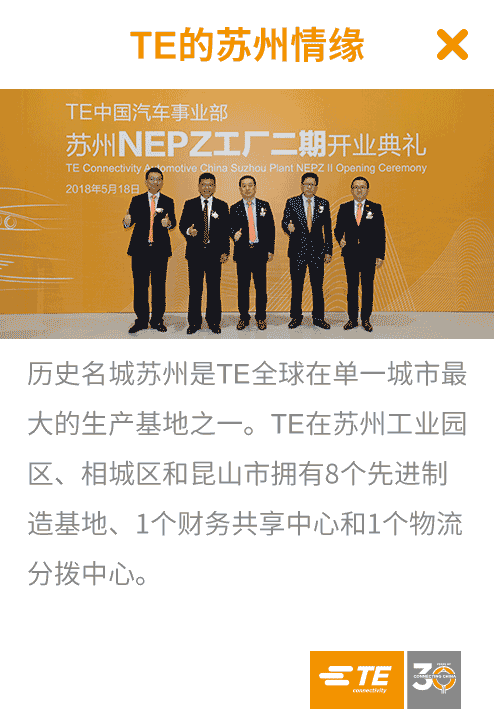 TE的苏州情缘
TE中国汽车事业部
苏州NEPZ工厂二期开业典礼
TE Connectivity Automotive China Suzhou Plant NEPZ II Opening Ceremony
2018年5月18日
历史名城苏州是TE全球在单一城市最
大的生产基地之一。TE在苏州工业园
区、相城区和昆山市拥有8个先进制
造基地、1个财务共享中心和1个物流
分拨中心。
TE
connectivity
30
YEARS OF
CONNECTING CHINA